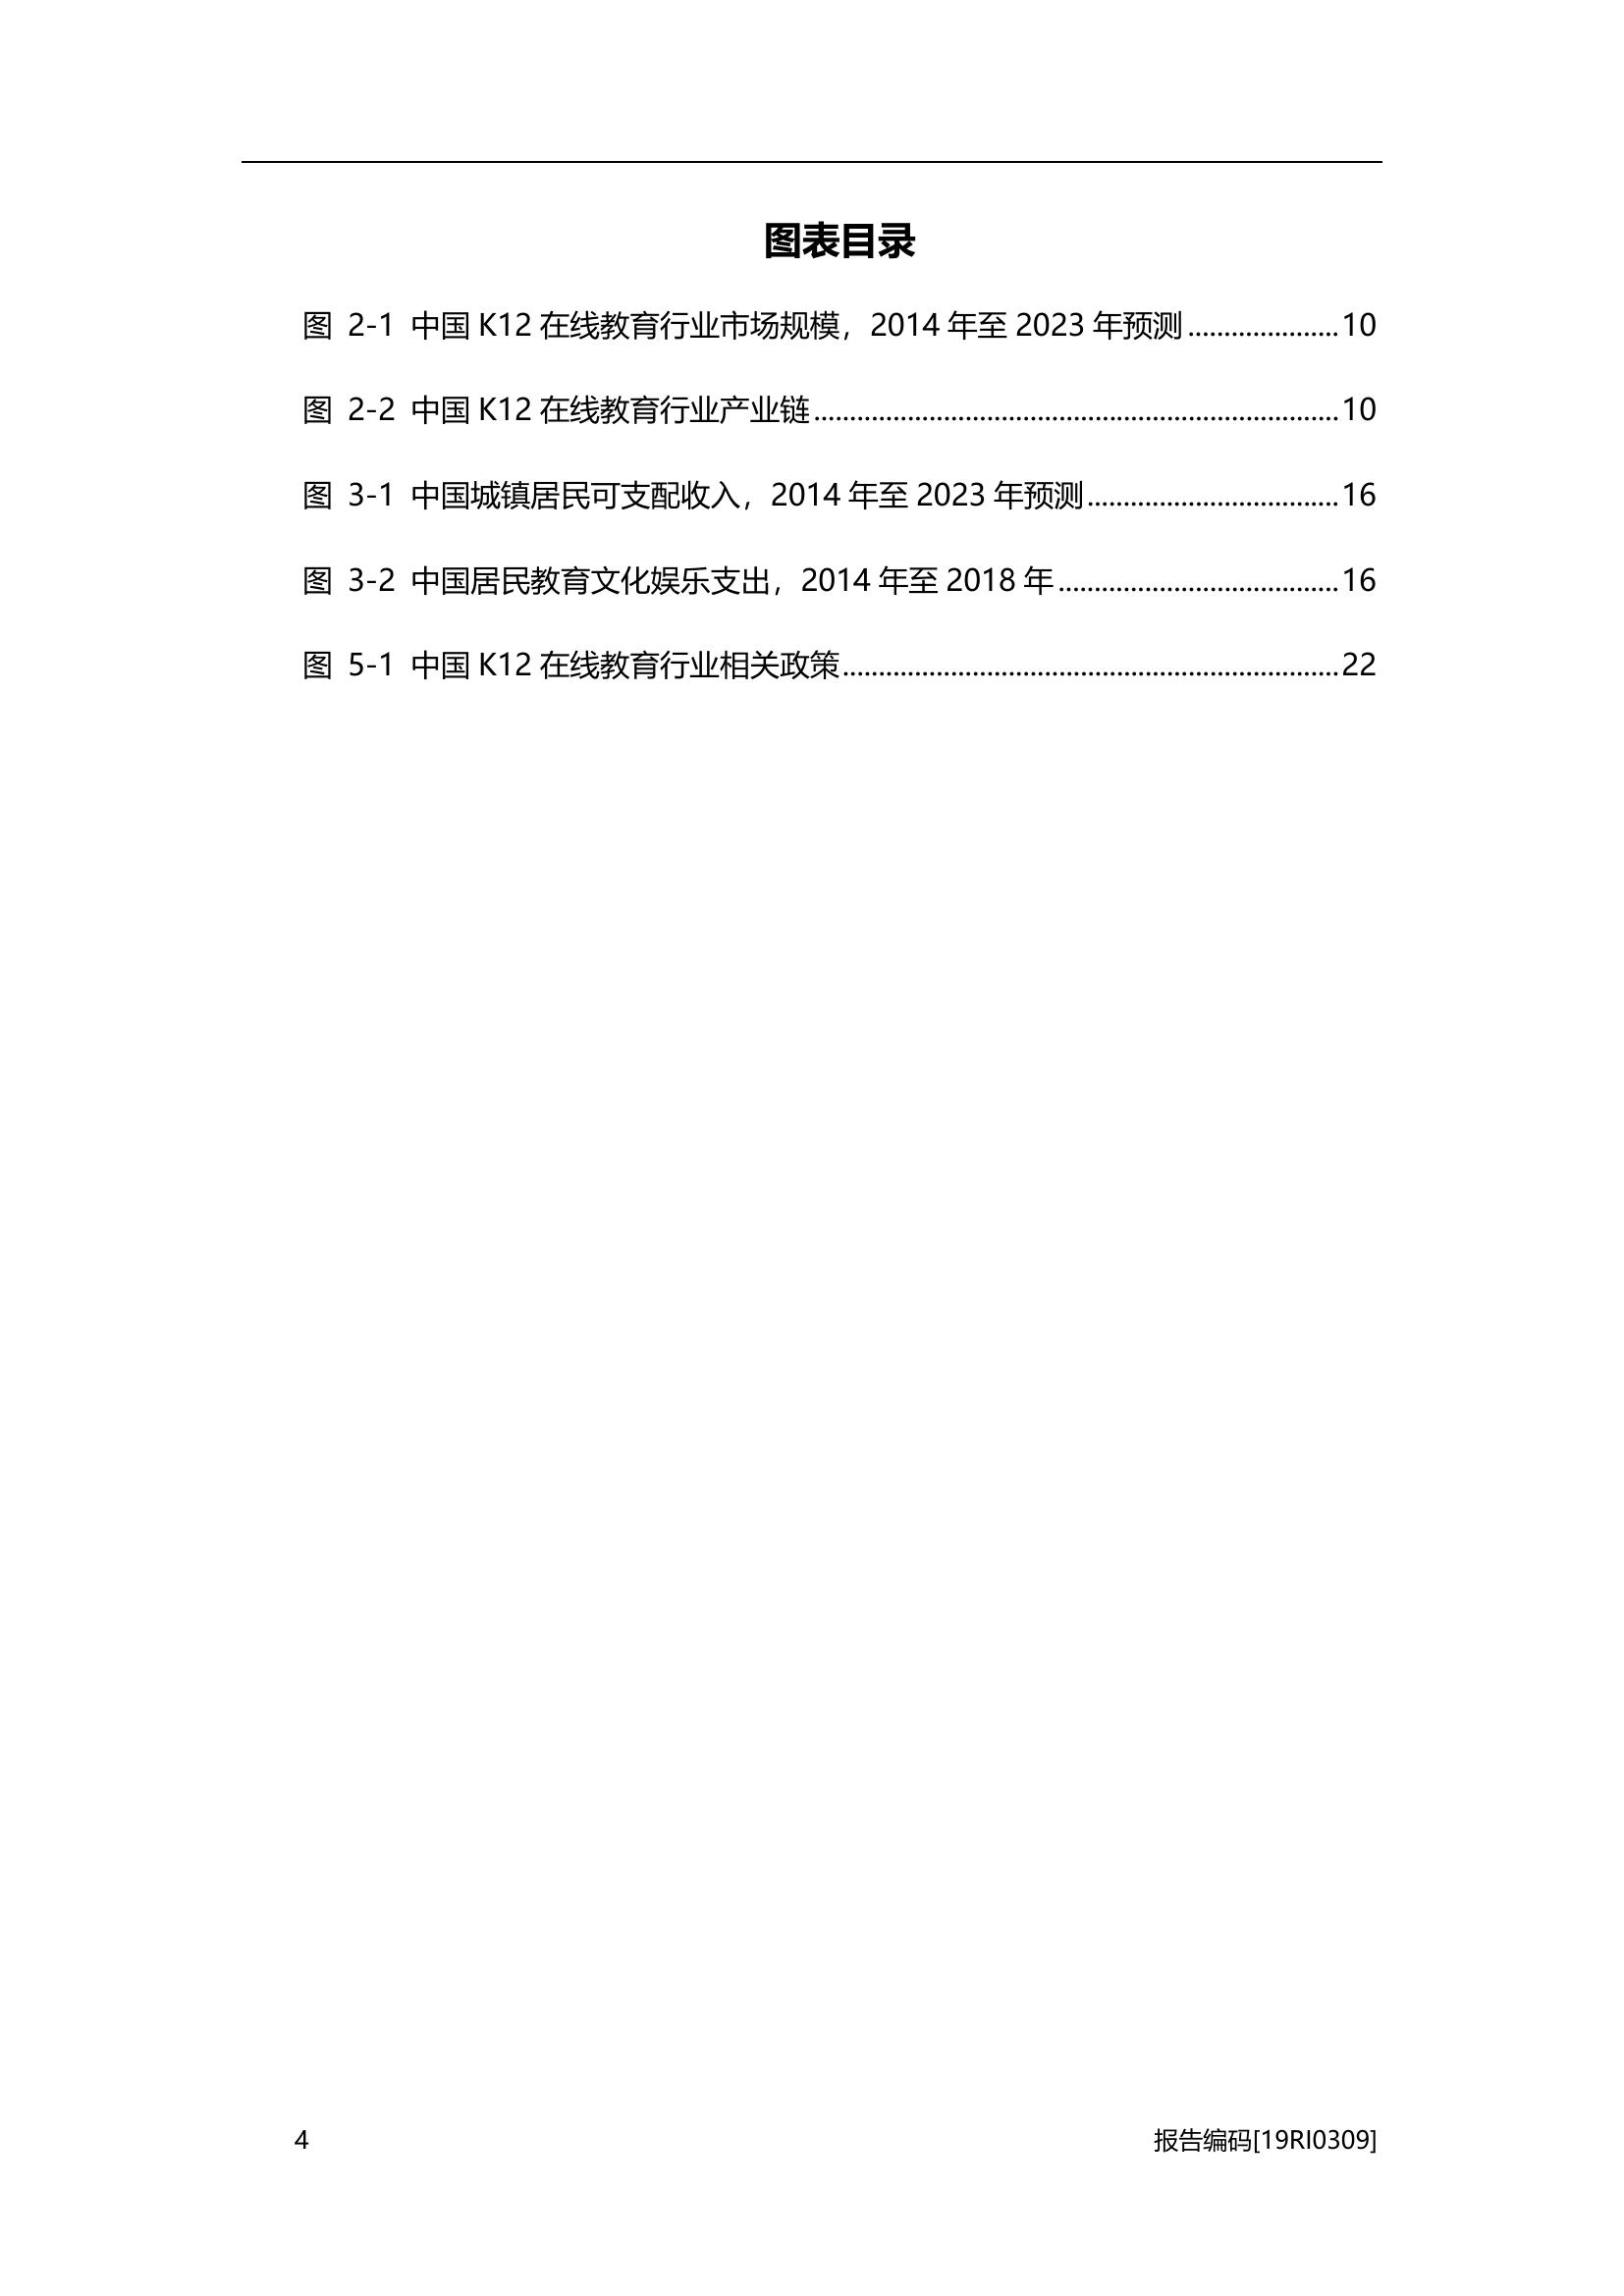 图表目录
图 2-1 中国 K12 在线教育行业市场规模，2014 年至 2023 年预测....................10
图 2-2 中国 K12 在线教育行业产业链........................................................................10
图 3-1 中国城镇居民可支配收入，2014 年至 2023 年预测..................................16
图 3-2 中国居民教育文化娱乐支出，2014 年至 2018 年......................................16
图 5-1 中国 K12 在线教育行业相关政策....................................................................22
4 报告编码[19RI0309]